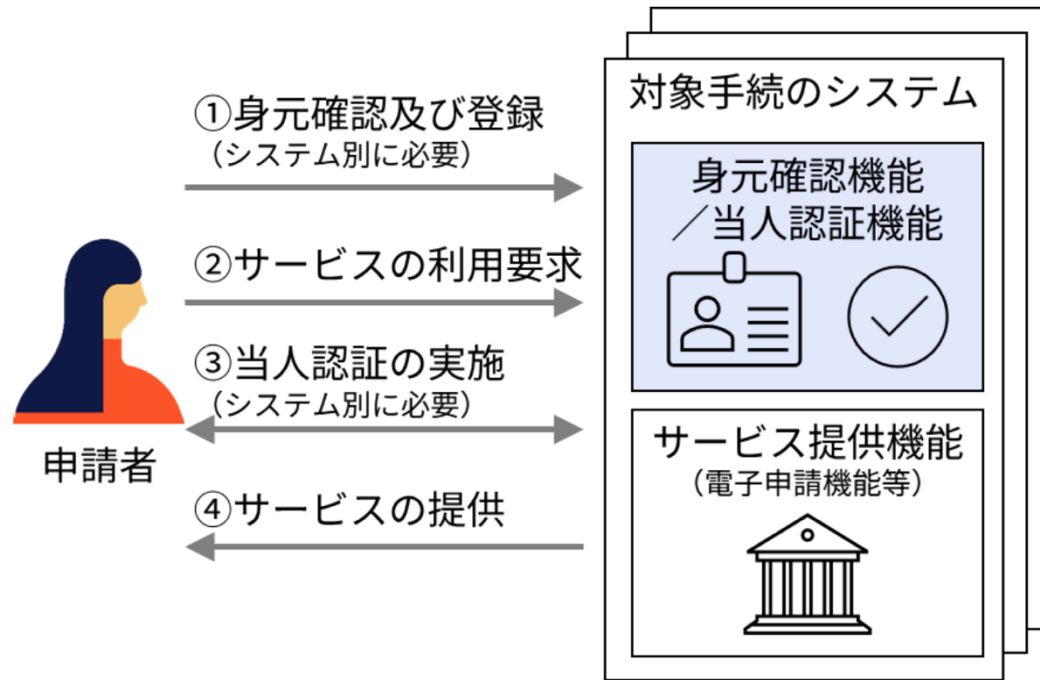 ①身元確認及び登録
（システム別に必要）
②サービスの利用要求
③当人認証の実施
（システム別に必要）
④サービスの提供
申請者
対象手続のシステム
身元確認機能
／当人認証機能
サービス提供機能
（電子申請機能等）